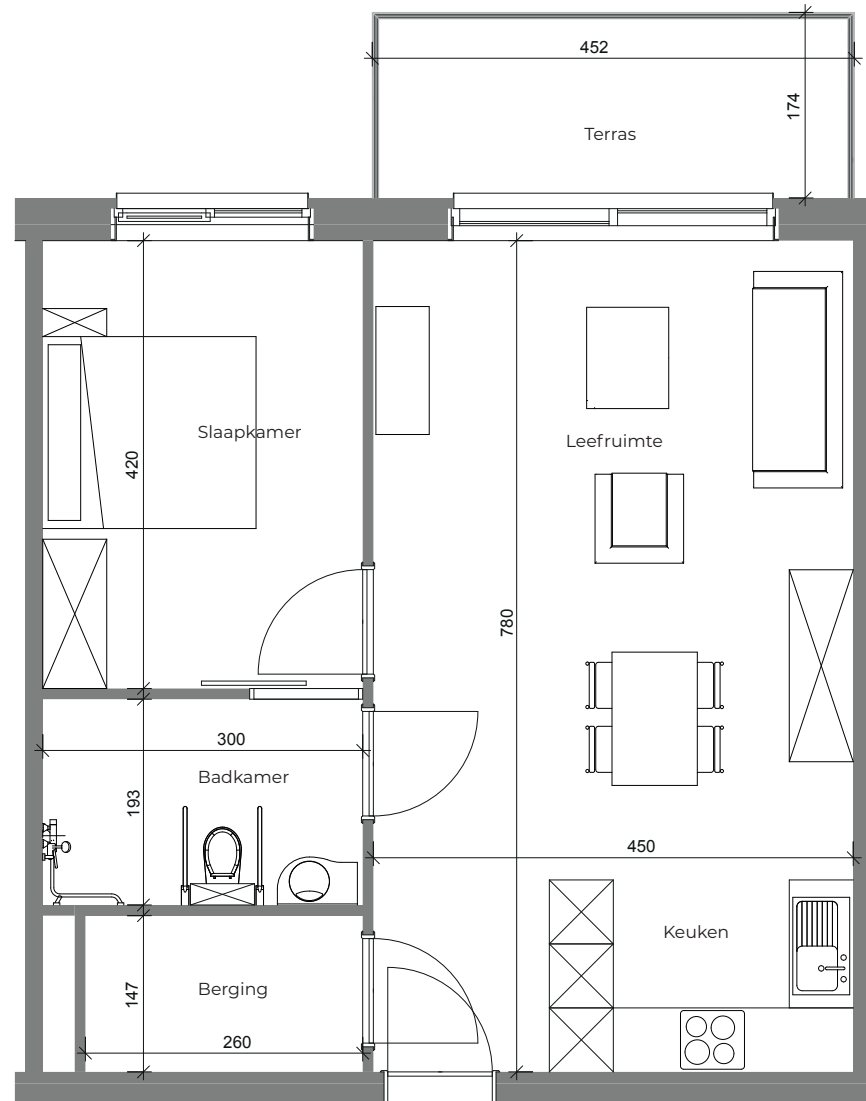 452
174
Terras
Slaapkamer
420
Leefruimte
780
300
Badkamer
193
450
Keuken
Berging
147
260